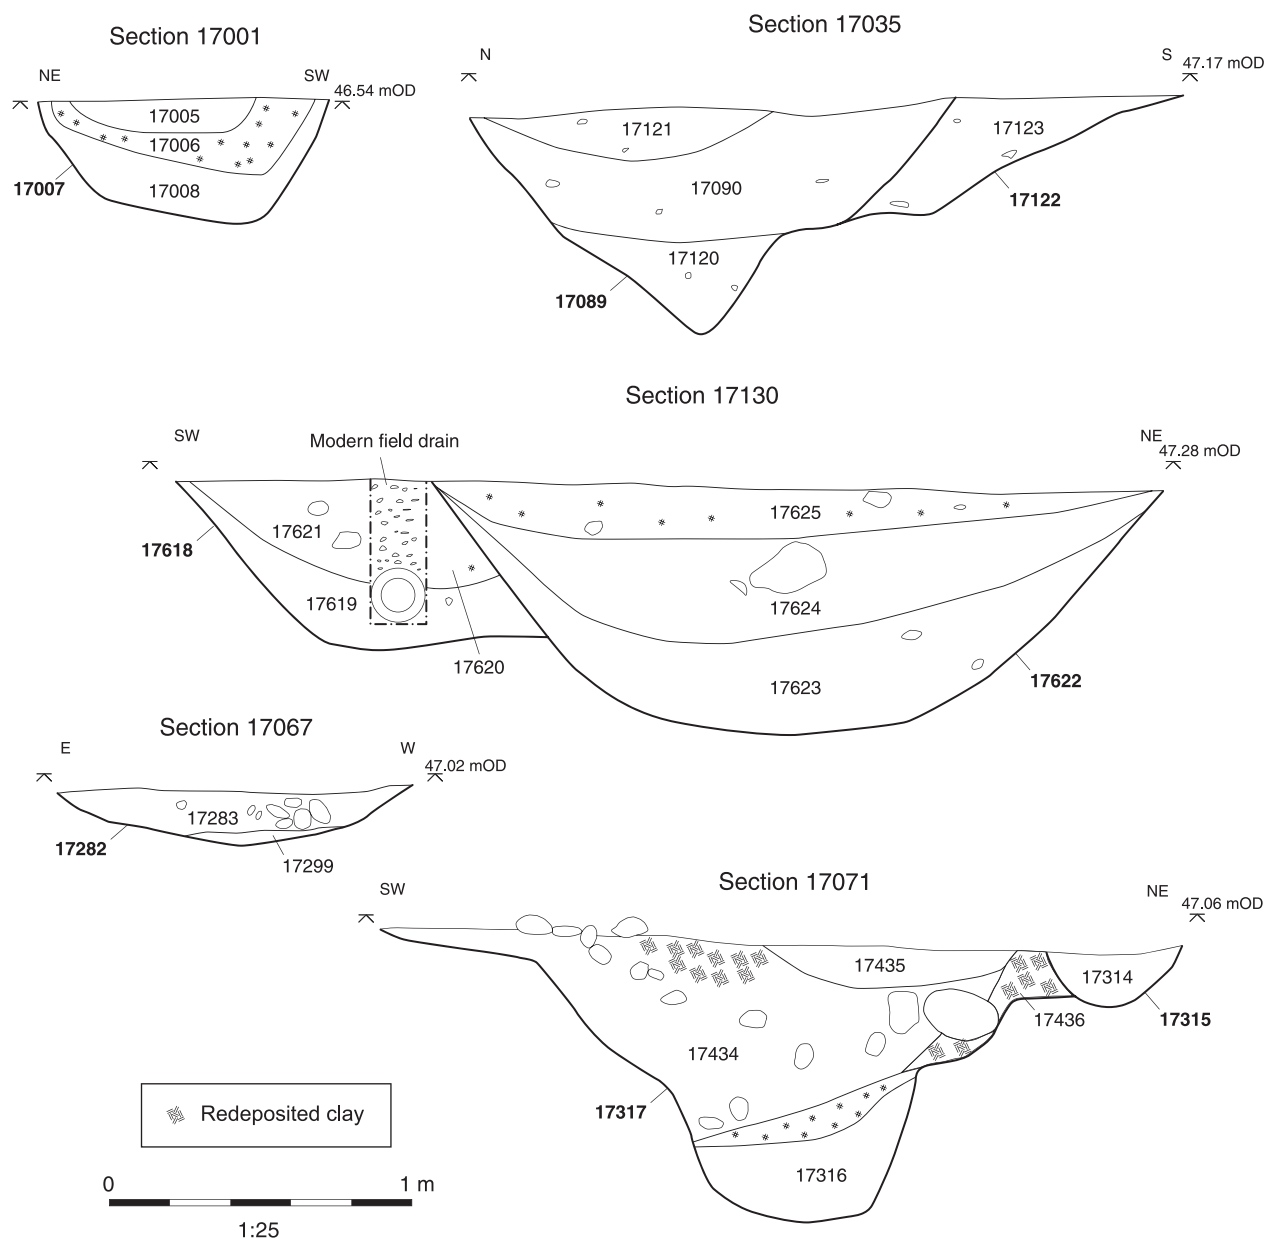 Section 17001
NE
SW
46.54 mOD
17005
17006
17007
17008
Section 17035
N
S
47.17 mOD
17121
17123
17090
17122
17120
17089
Section 17130
SW
Modern field drain
NE
47.28 mOD
17625
17621
17618
17619
17624
17620
17623
17622
Section 17067
E
W
47.02 mOD
17283
17282
17299
Section 17071
SW
NE
47.06 mOD
17435
17314
17436
17315
17434
17317
17316
Redeposited clay
0
1 m
1:25